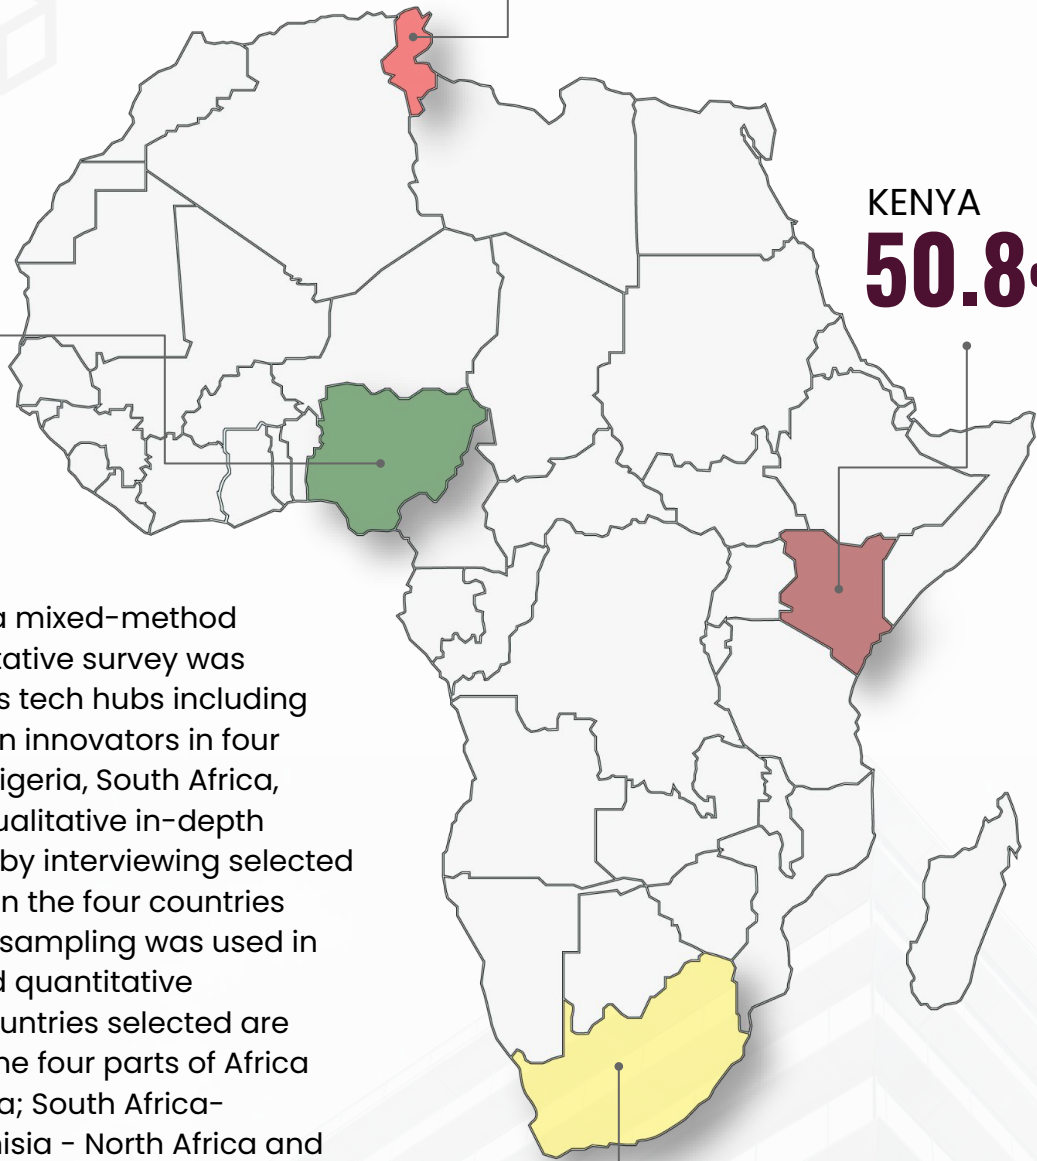 KENYA
50.8
a mixed-method
tative survey was
s tech hubs including
n innovators in four
igeria, South Africa,
ualitative in-depth
by interviewing selected
n the four countries
sampling was used in
d quantitative
ountries selected are
he four parts of Africa
a; South Africa-
nisia - North Africa and